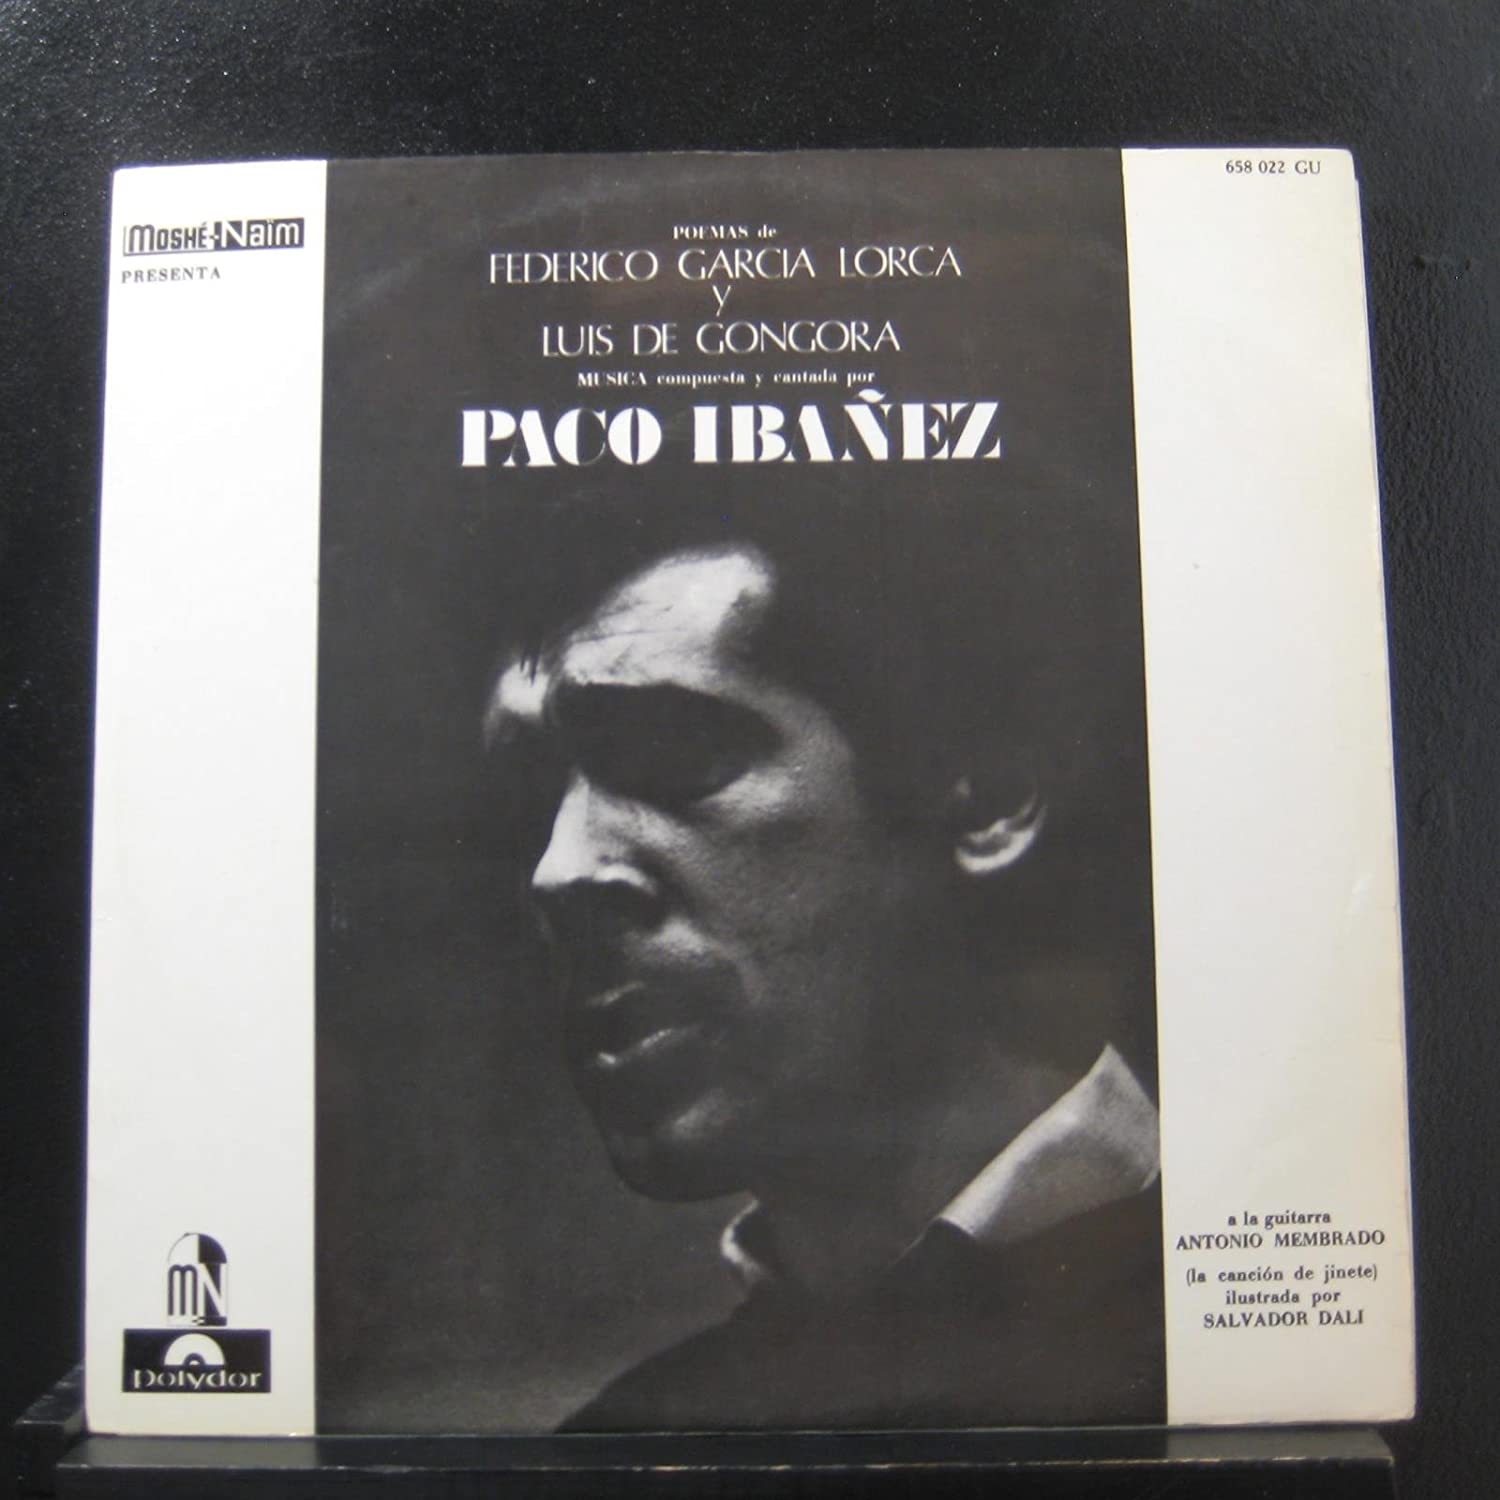 658 022 GU
MOSHÉ-Naïm
PRESENTA
POEMAS de
FEDERICO GARCIA LORCA
y
LUIS DE GONGORA
MUSICA compuesta y cantada por
PACO IBAÑEZ
a la guitarra
ANTONIO MEMBRADO
(la canción de jinete)
ilustrada por
SALVADOR DALI
MN
Polydor